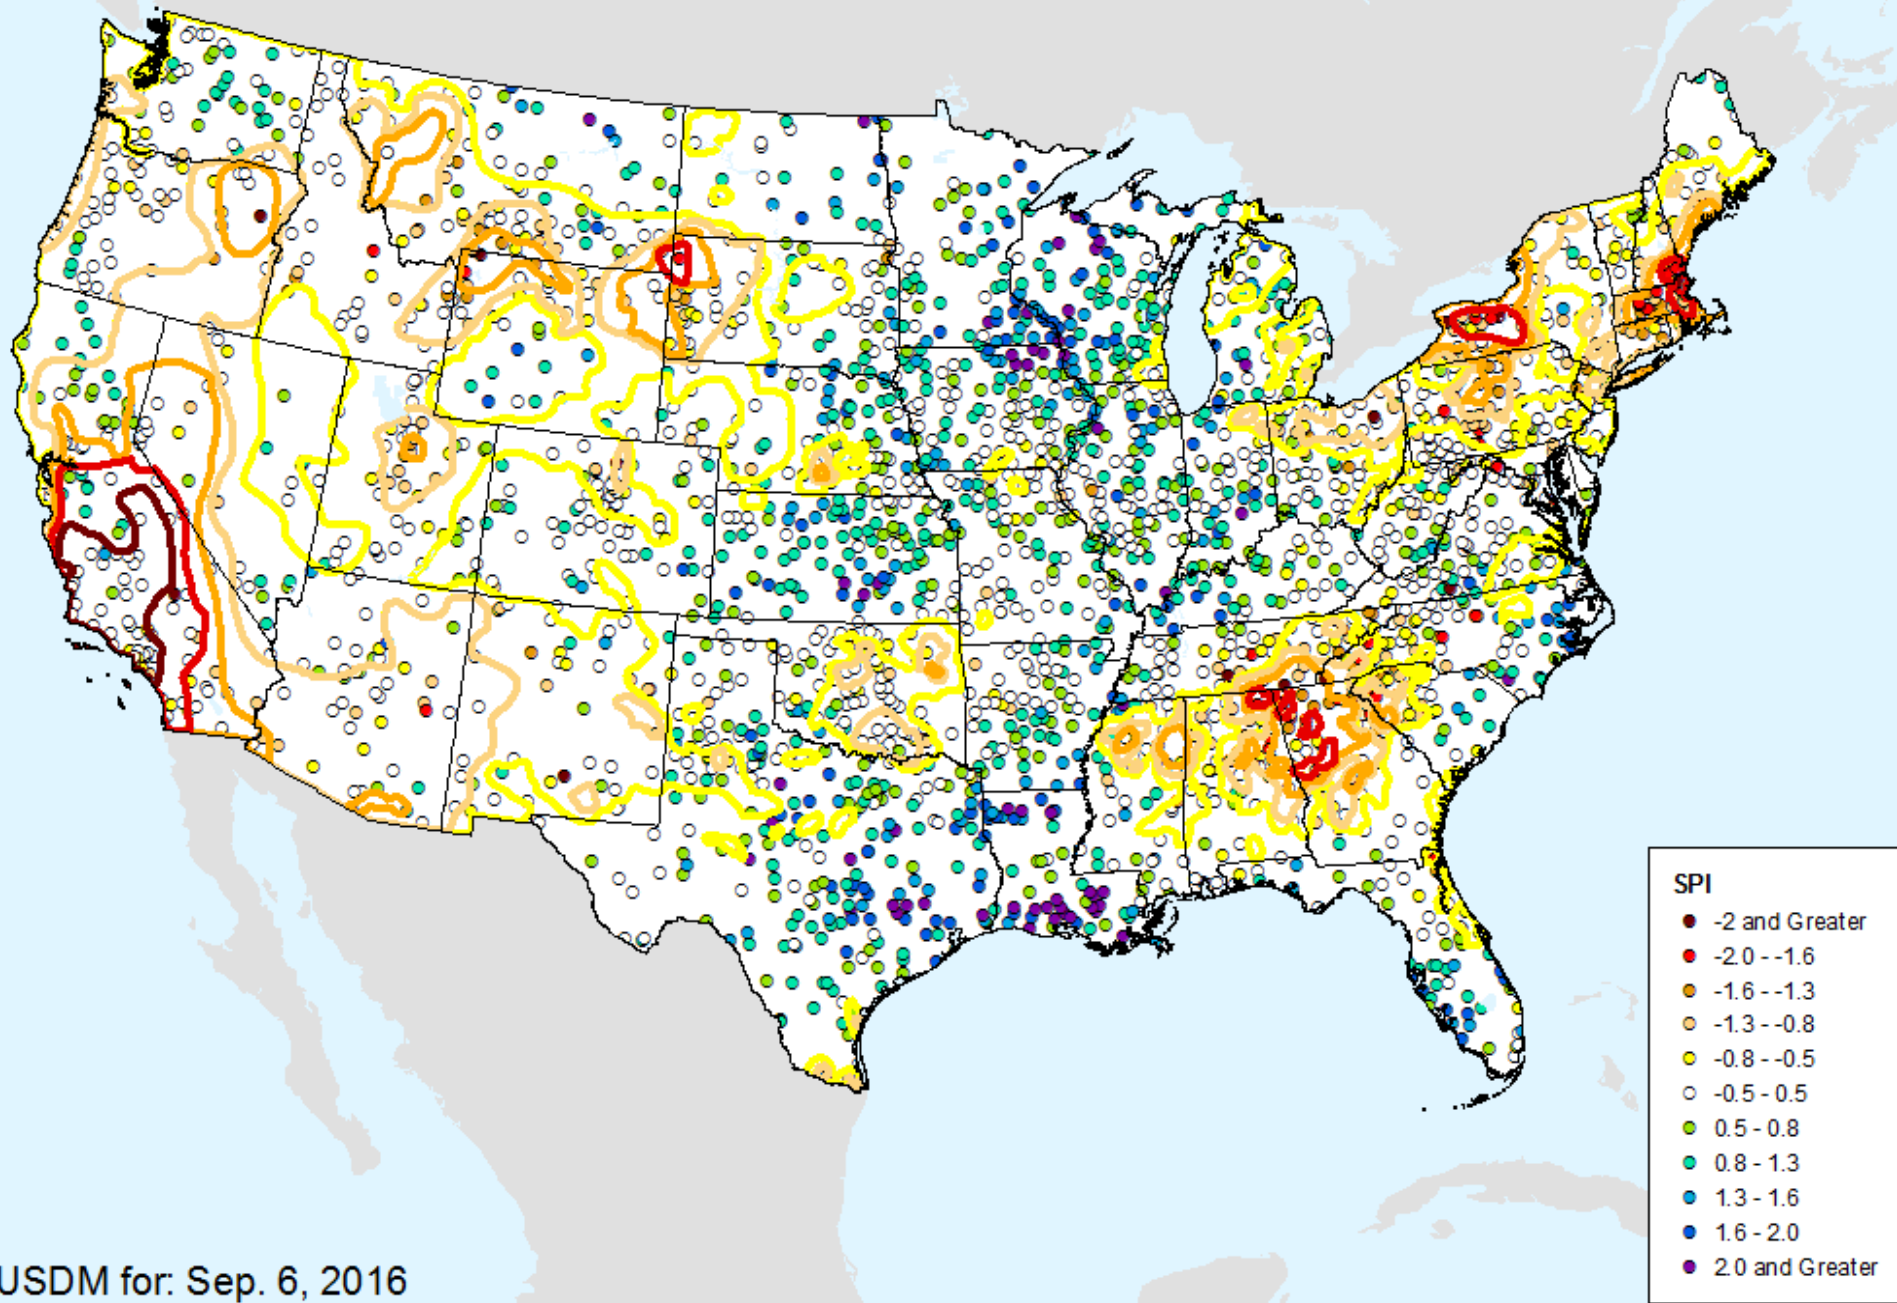 SPI
-2 and Greater
-2.0 - -1.6
-1.6 - -1.3
-1.3 - -0.8
-0.8 - -0.5
-0.5 - 0.5
0.5 - 0.8
0.8 - 1.3
1.3 - 1.6
1.6 - 2.0
2.0 and Greater
USDM for: Sep. 6, 2016